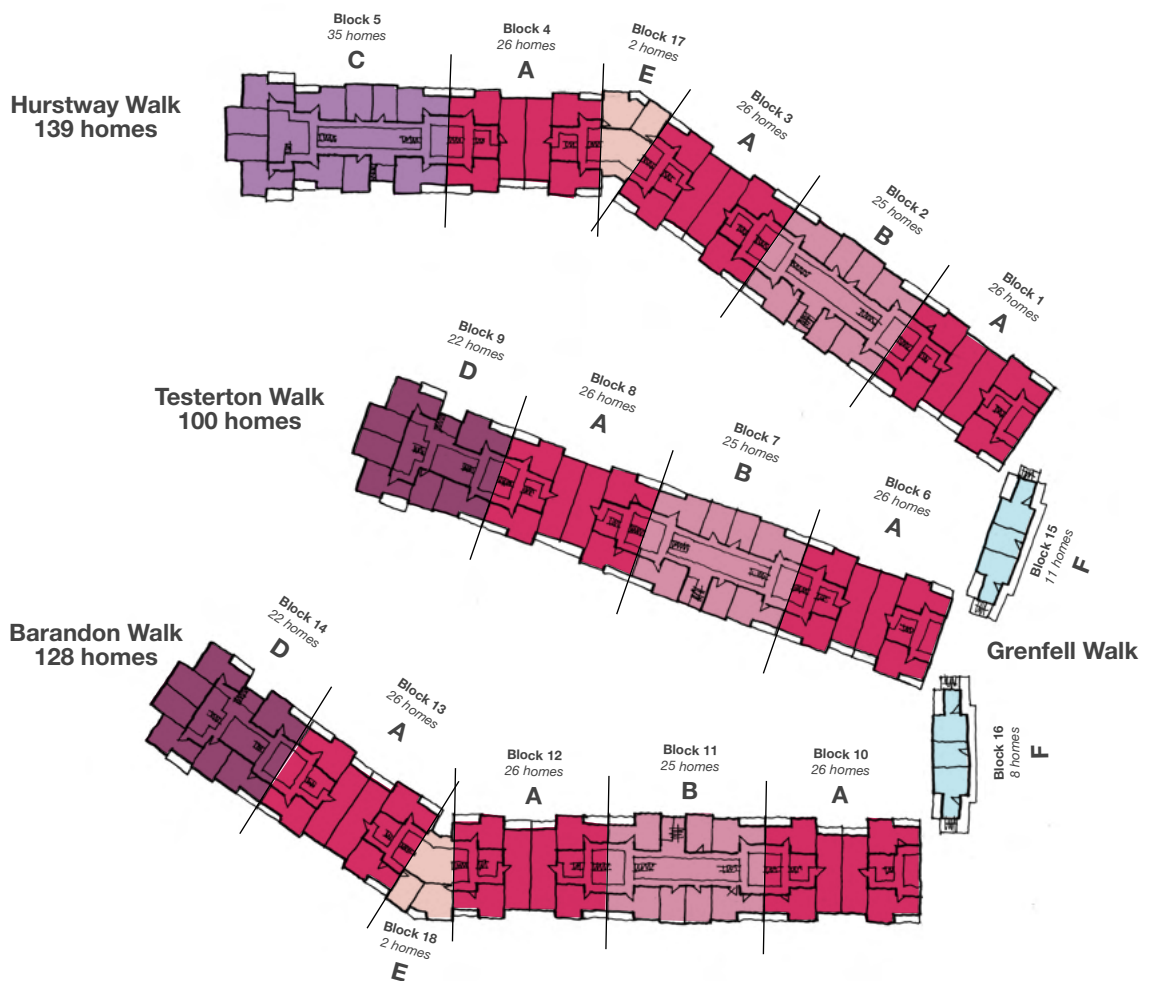 Block 5
35 homes
C
Block 4
26 homes
A
Block 17
2 homes
E
Block 3
26 homes
A
Block 2
25 homes
B
Block 1
26 homes
A
Hurstway Walk
139 homes
Block 9
22 homes
D
Block 8
26 homes
A
Block 7
25 homes
B
Block 6
26 homes
A
Testerton Walk
100 homes
Block 15
11 homes
F
Block 14
22 homes
D
Block 13
26 homes
A
Barandon Walk
128 homes
Grenfell Walk
Block 12
26 homes
A
Block 11
25 homes
B
Block 10
26 homes
A
Block 16
8 homes
F
Block 18
2 homes
E